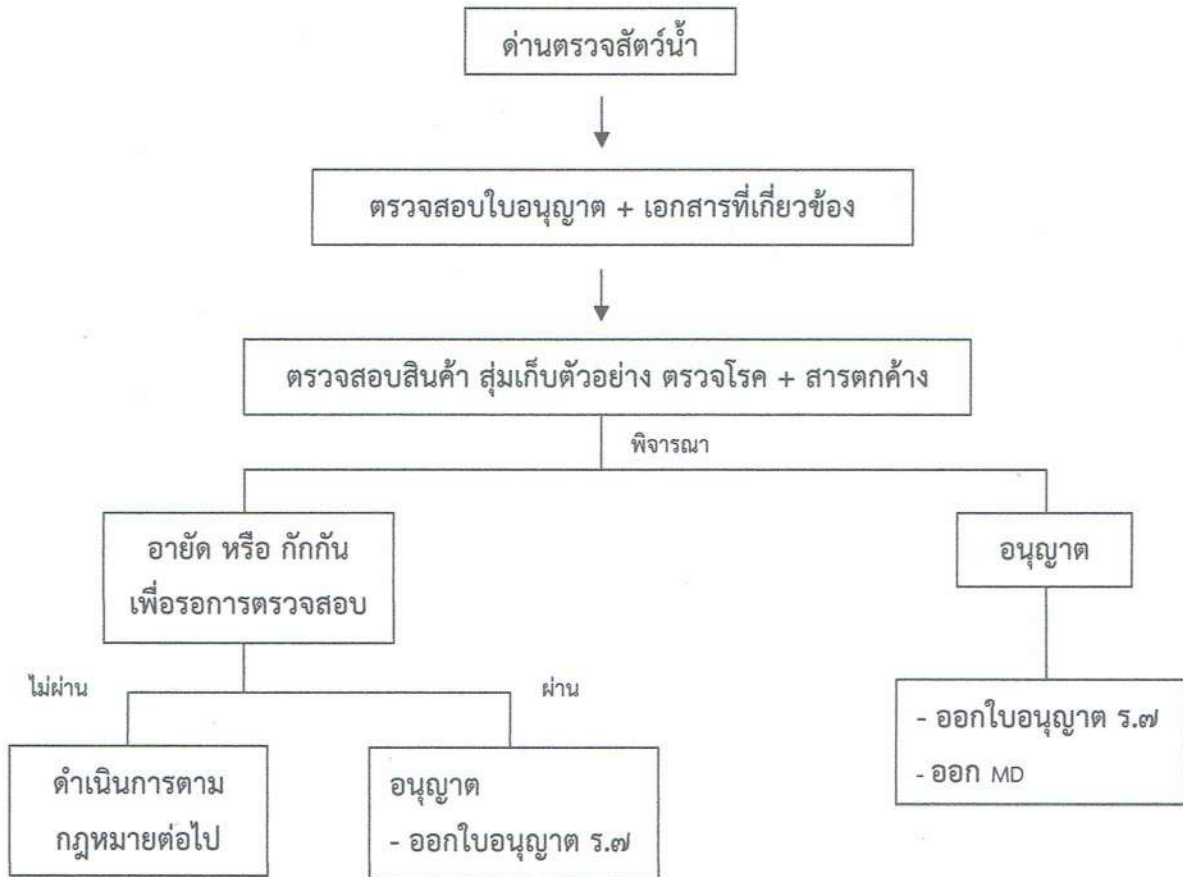 ด่านตรวจสัตว์น้ำ
ตรวจสอบใบอนุญาต + เอกสารที่เกี่ยวข้อง
ตรวจสอบสินค้า สุ่มเก็บตัวอย่าง ตรวจโรค + สารตกค้าง
พิจารณา
อายัด หรือ กักกัน
เพื่อรอการตรวจสอบ
อนุญาต
ไม่ผ่าน
ผ่าน
- ออกใบอนุญาต ร.๗
- ออก MD
ดำเนินการตาม
กฎหมายต่อไป
อนุญาต
- ออกใบอนุญาต ร.๗